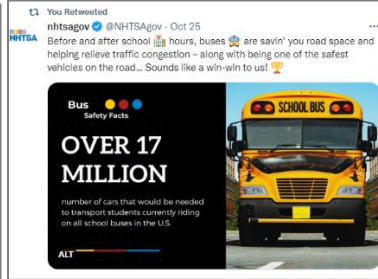 You Retweeted
nhtsagov @NHTSAgov · Oct 25
NHTSA
Before and after school 🏫 hours, buses 🚌 are savin' you road space and
helping relieve traffic congestion – along with being one of the safest
vehicles on the road... Sounds like a win-win to us! 🏆
Bus
Safety Facts
OVER 17
MILLION
number of cars that would be needed
to transport students currently riding
on all school buses in the U.S.
ALT
SCHOOL BUS